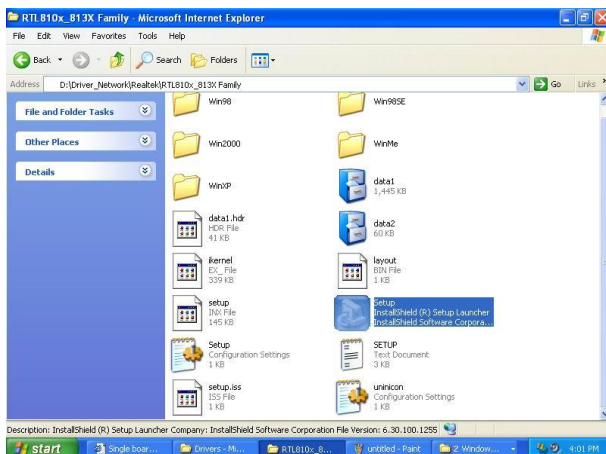 RTL810x_813X Family - Microsoft Internet Explorer
File Edit View Favorites Tools Help
Back Search Folders
Address D:\Driver_Network\Realtek\RTL810x_813X Family Go Links
File and Folder Tasks
Other Places
Details
Win98 Win98SE
Win2000 WinMe
WinXP data1
1,445 KB
data1.hdr data2
HDR File 60 KB
41 KB
ikernel layout
EX_ File BIN File
339 KB 1 KB
setup Setup
INX File InstallShield (R) Setup Launcher
145 KB InstallShield Software Corpora...
Setup SETUP
Configuration Settings Text Document
1 KB 3 KB
setup.iss uninicon
ISS File Configuration Settings
1 KB 1 KB
Description: InstallShield (R) Setup Launcher Company: InstallShield Software Corporation File Version: 6.30.100.1255
start Single boar... Drivers - Mi... RTL810x_8... untitled - Paint 2 Window... 4:01 PM